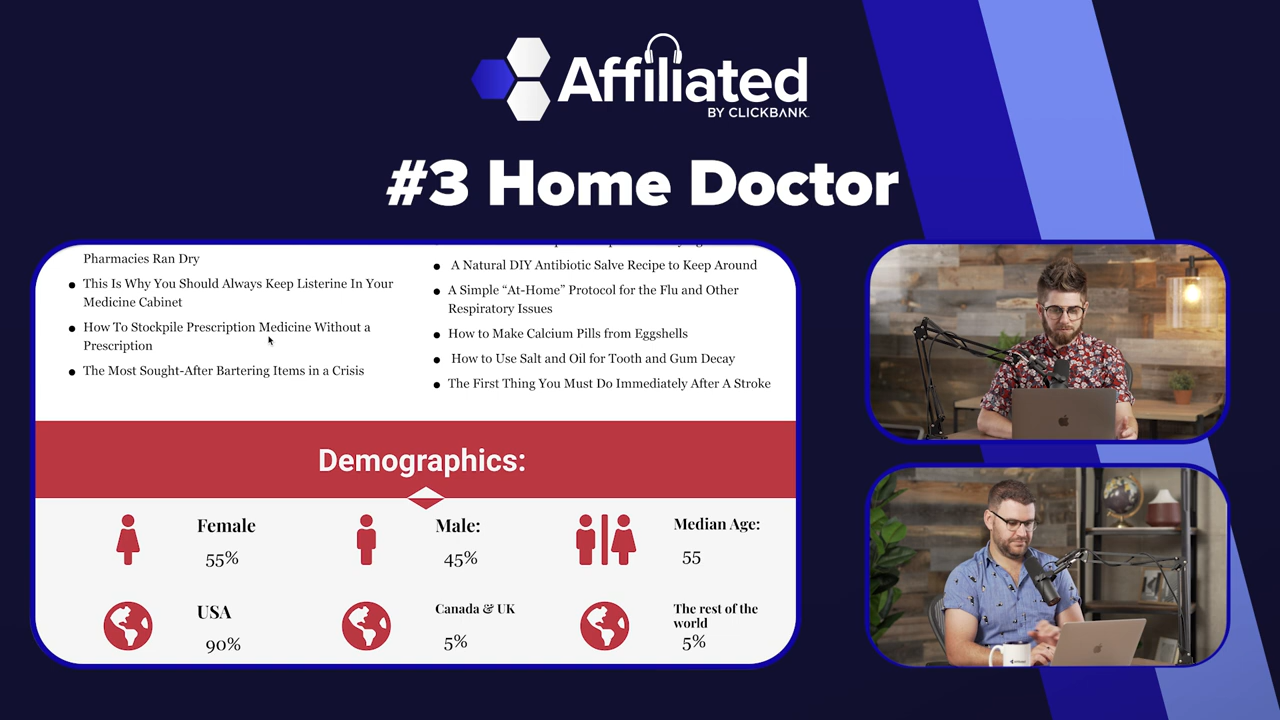 Affiliated
BY CLICKBANK
#3 Home Doctor
Pharmacies Ran Dry
• This Is Why You Should Always Keep Listerine In Your
Medicine Cabinet
• How To Stockpile Prescription Medicine Without a
Prescription
• The Most Sought-After Bartering Items in a Crisis
• A Natural DIY Antibiotic Salve Recipe to Keep Around
• A Simple “At-Home” Protocol for the Flu and Other
Respiratory Issues
• How to Make Calcium Pills from Eggshells
• How to Use Salt and Oil for Tooth and Gum Decay
• The First Thing You Must Do Immediately After A Stroke
Demographics:
Female
55%
Male:
45%
Median Age:
55
USA
90%
Canada & UK
5%
The rest of the
world
5%